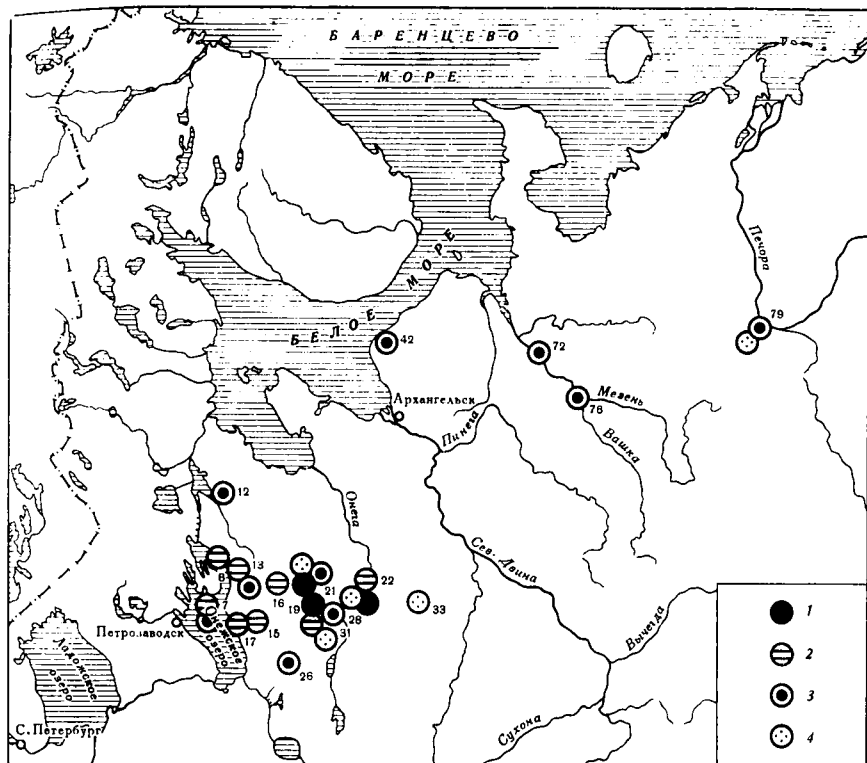 БАРЕНЦЕВО
МОРЕ
Печора
79
БЕЛОЕ МОРЕ
42
72
Мезень
76
Вашка
Архангельск
Пинега
12
Онега
Сев. Двина
13
8
16
21
22
19
28
33
7
Петрозаводск
Онежское
озеро
17
15
31
26
Вычегда
Ладожское
озеро
С. Петербург
Сухона
1
2
3
4